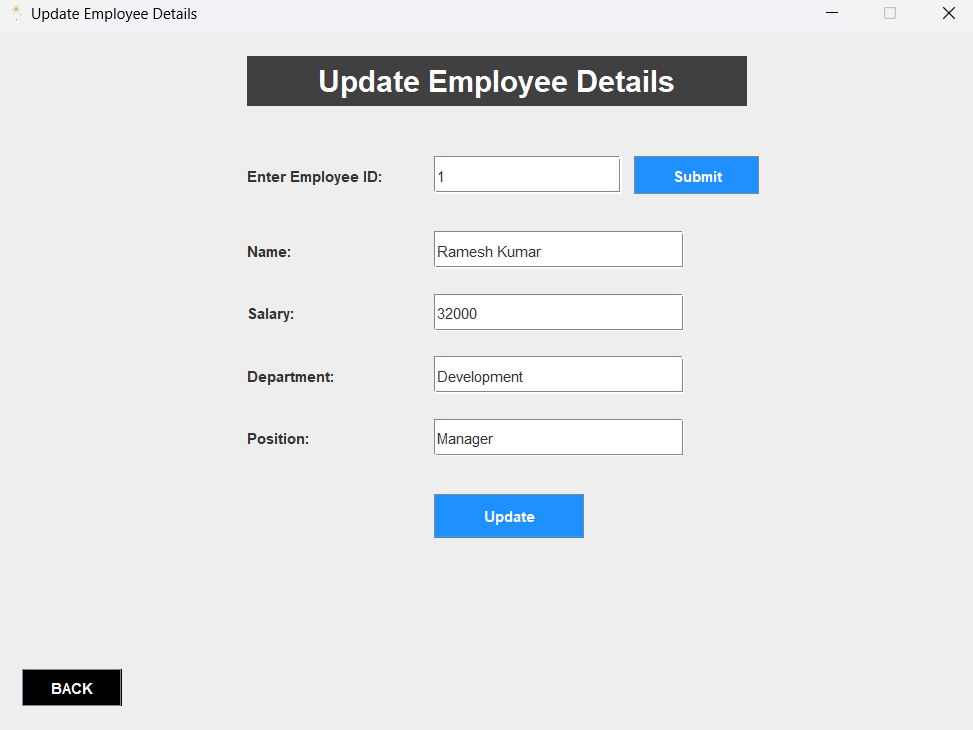 Update Employee Details
Update Employee Details
Enter Employee ID: 1 Submit
Name: Ramesh Kumar
Salary: 32000
Department: Development
Position: Manager
Update
BACK